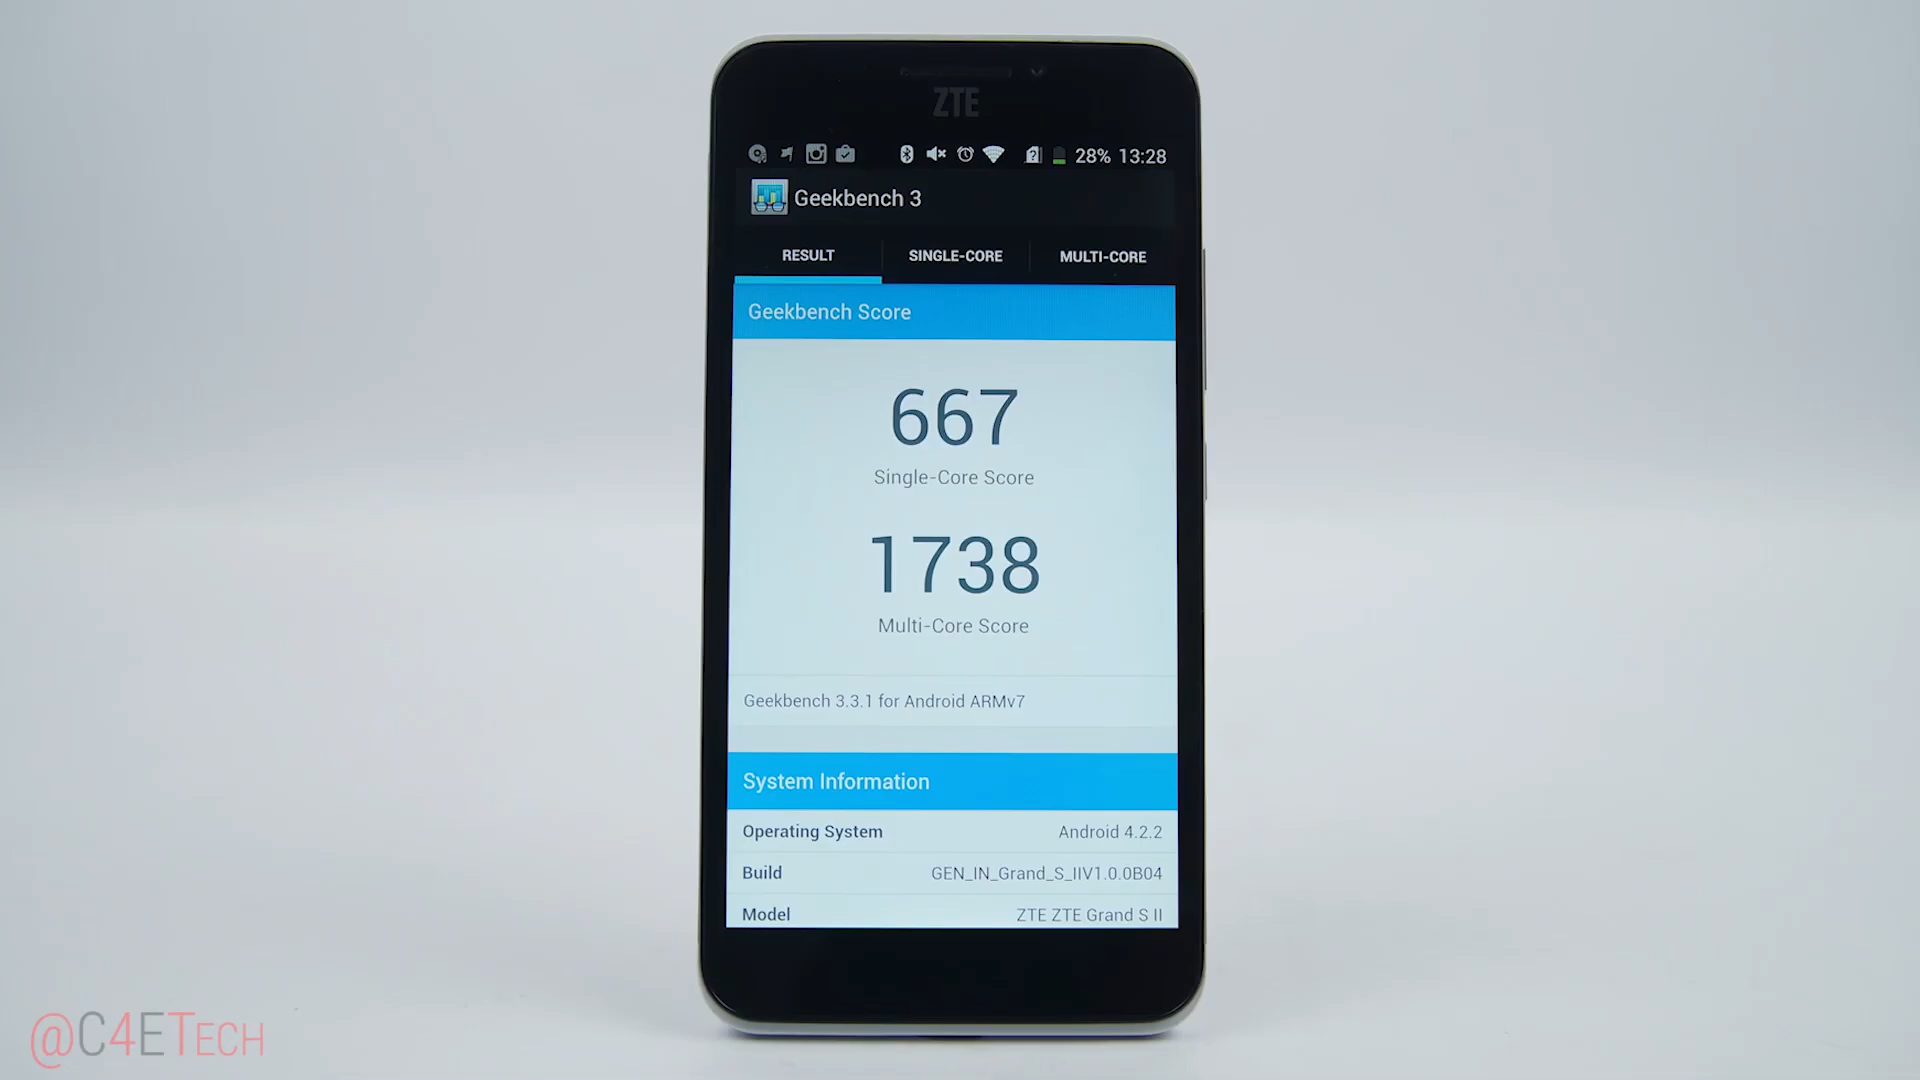 ZTE
28% 13:28
Geekbench 3
RESULT SINGLE-CORE MULTI-CORE
Geekbench Score
667
Single-Core Score
1738
Multi-Core Score
Geekbench 3.3.1 for Android ARMv7
System Information
Operating System Android 4.2.2
Build GEN_IN_Grand_S_IIV1.0.0B04
Model ZTE ZTE Grand S II
@C4ETECH